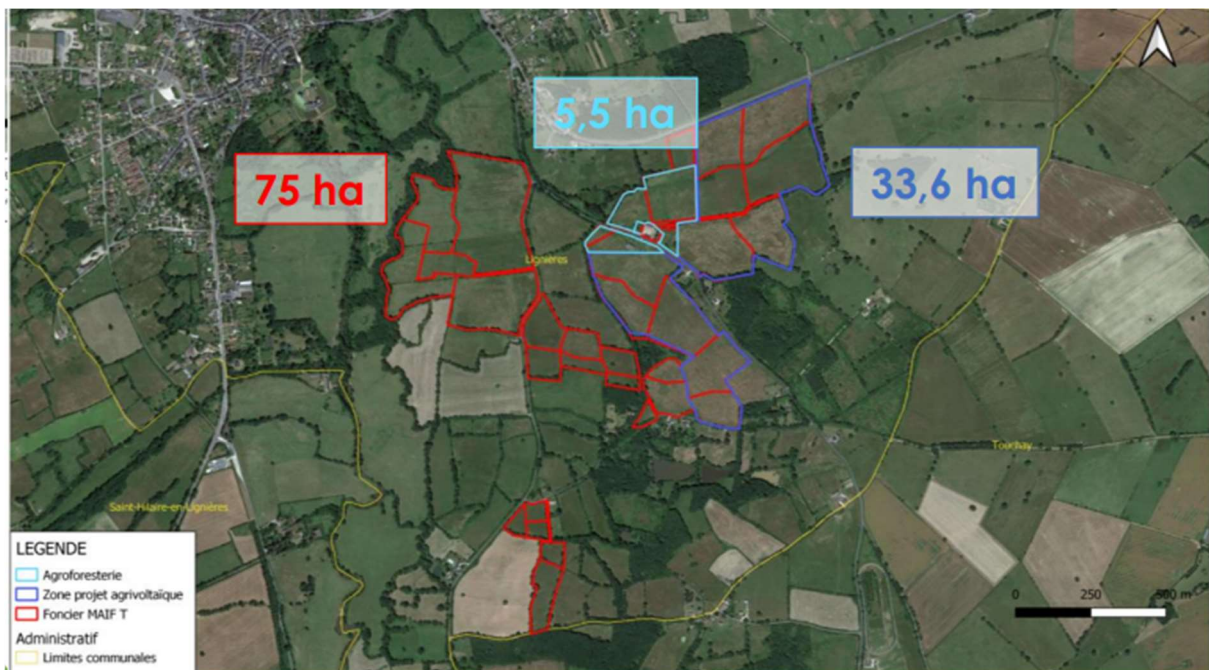 5,5 ha
75 ha
33,6 ha
Lignières
Touchay
Saint-Hilaire-en-Lignières
LEGENDE
Agroforesterie
Zone projet agrivoltaïque
Foncier MAIF T
Administratif
Limites communales
0 250 500 m